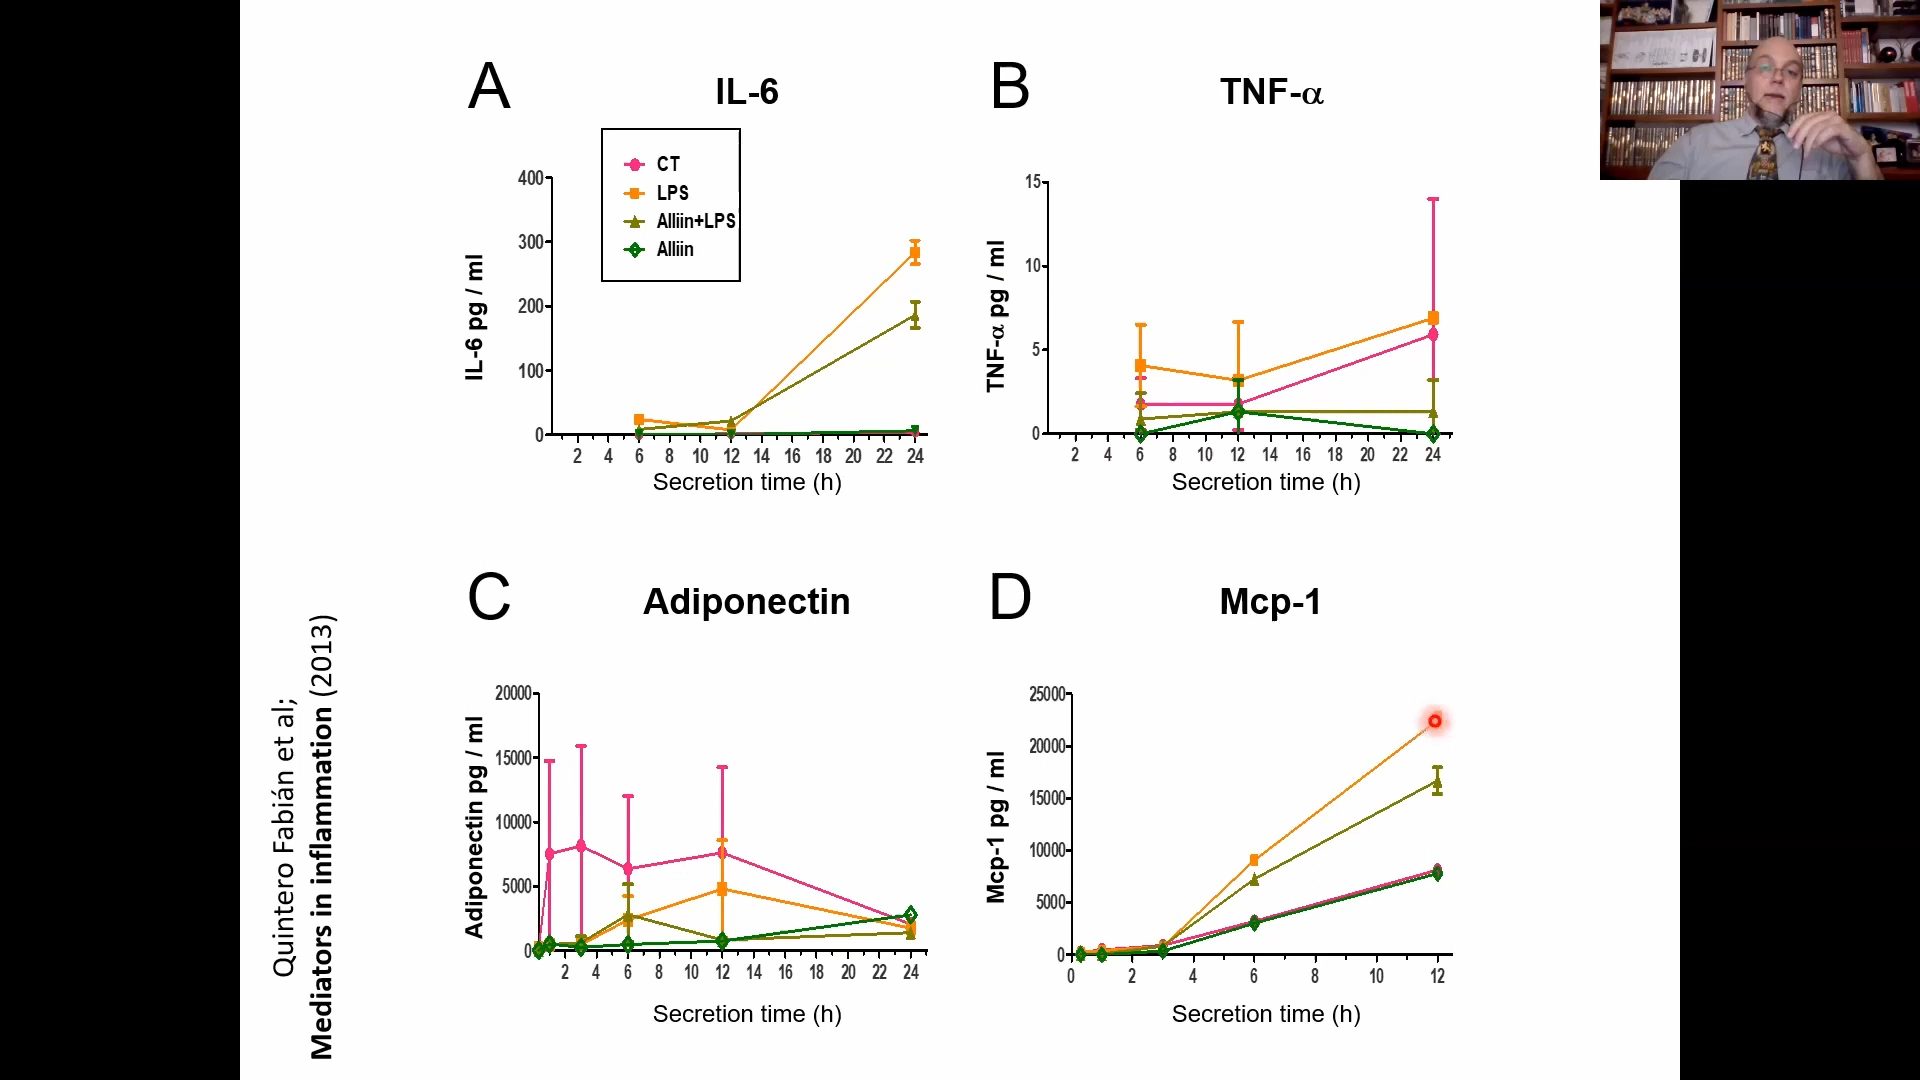 A
IL-6
CT
LPS
Alliin+LPS
Alliin
400
300
200
100
0
IL-6 pg / ml
2 4 6 8 10 12 14 16 18 20 22 24
Secretion time (h)
B
TNF-α
15
10
5
0
TNF-α pg / ml
2 4 6 8 10 12 14 16 18 20 22 24
Secretion time (h)
C
Adiponectin
20000
15000
10000
5000
0
Adiponectin pg / ml
2 4 6 8 10 12 14 16 18 20 22 24
Secretion time (h)
D
Mcp-1
25000
20000
15000
10000
5000
0
Mcp-1 pg / ml
0 2 4 6 8 10 12
Secretion time (h)
Quintero Fabián et al;
Mediators in inflammation (2013)